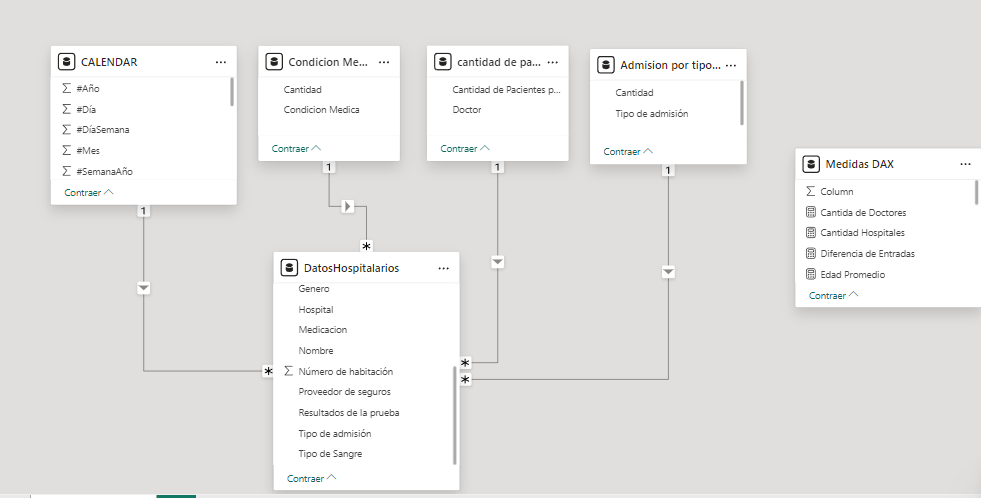 CALENDAR
...
#Año
#Día
#DíaSemana
#Mes
#SemanaAño
Contraer
1
Condicion Me...
...
Cantidad
Condicion Medica
Contraer
1
cantidad de pa...
...
Cantidad de Pacientes p...
Doctor
Contraer
1
Admision por tipo...
...
Cantidad
Tipo de admisión
Contraer
1
Medidas DAX
...
Column
Cantida de Doctores
Cantidad Hospitales
Diferencia de Entradas
Edad Promedio
Contraer
*
DatosHospitalarios
...
Genero
Hospital
Medicacion
Nombre
Número de habitación
Proveedor de seguros
Resultados de la prueba
Tipo de admisión
Tipo de Sangre
Contraer
*
*
*